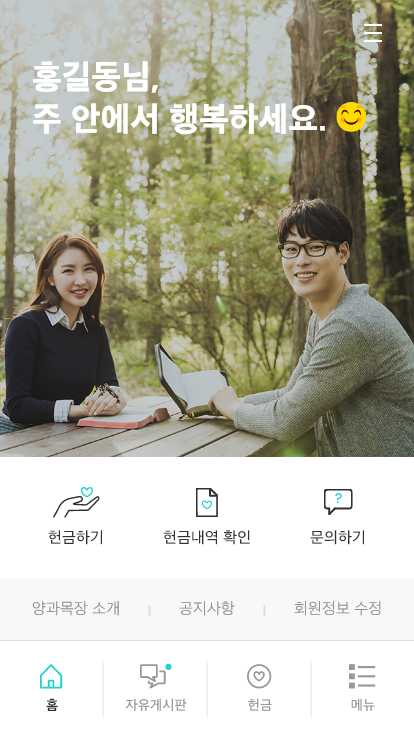 홍길동님,
주 안에서 행복하세요.
헌금하기 헌금내역 확인 문의하기
양과목장 소개 공지사항 회원정보 수정
홈 자유게시판 헌금 메뉴